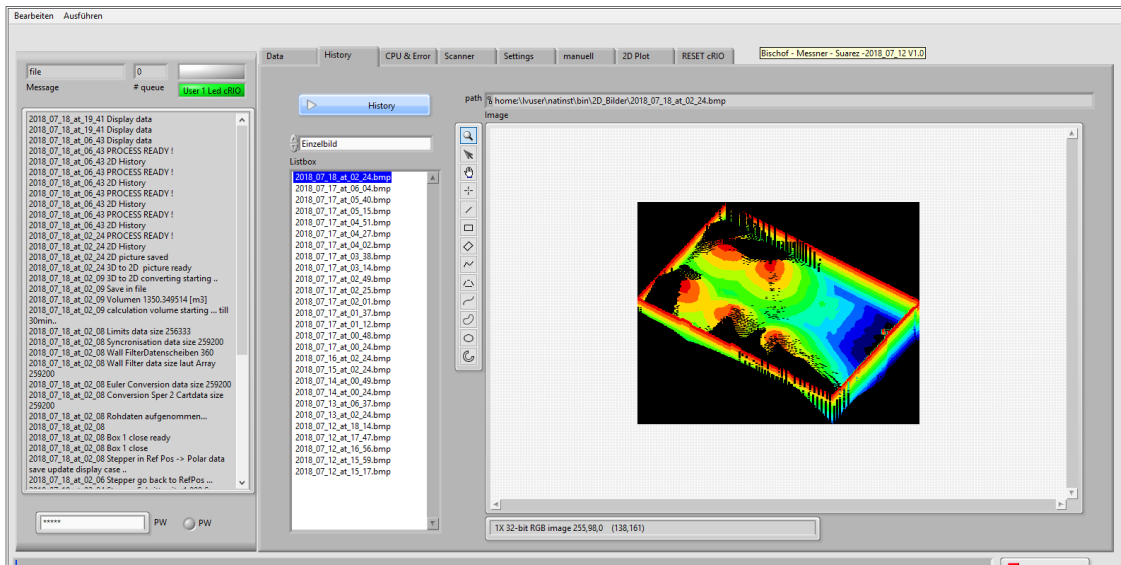 Bearbeiten Ausführen
Data History CPU & Error Scanner Settings manuell 2D Plot RESET cRIO
Bischof - Messner - Suarez -2018_07_12 V1.0
file 0
Message # queue User 1 Led cRIO
2018_07_18_at_19_41 Display data
2018_07_18_at_19_41 Display data
2018_07_18_at_06_43 Display data
2018_07_18_at_06_43 PROCESS READY !
2018_07_18_at_06_43 2D History
2018_07_18_at_06_43 PROCESS READY !
2018_07_18_at_06_43 2D History
2018_07_18_at_06_43 PROCESS READY !
2018_07_18_at_06_43 2D History
2018_07_18_at_06_43 PROCESS READY !
2018_07_18_at_06_43 2D History
2018_07_18_at_02_24 PROCESS READY !
2018_07_18_at_02_24 2D History
2018_07_18_at_02_24 2D picture saved
2018_07_18_at_02_24 3D to 2D picture ready
2018_07_18_at_02_09 3D to 2D converting starting ..
2018_07_18_at_02_09 Save in file
2018_07_18_at_02_09 Volumen 1350.349514 [m3]
2018_07_18_at_02_09 calculation volume starting ... till
30min..
2018_07_18_at_02_08 Limits data size 256333
2018_07_18_at_02_08 Syncronisation data size 259200
2018_07_18_at_02_08 Wall FilterDatenscheiben 360
2018_07_18_at_02_08 Wall Filter data size laut Array
259200
2018_07_18_at_02_08 Euler Conversion data size 259200
2018_07_18_at_02_08 Conversion Sper 2 Cartdata size
259200
2018_07_18_at_02_08 Rohdaten aufgenommen...
2018_07_18_at_02_08
2018_07_18_at_02_08 Box 1 close ready
2018_07_18_at_02_08 Box 1 close
2018_07_18_at_02_08 Stepper in Ref Pos -> Polar data
save update display case ..
2018_07_18_at_02_06 Stepper go back to RefPos ...
***** PW PW
History
Einzelbild
Listbox
2018_07_18_at_02_24.bmp
2018_07_17_at_06_04.bmp
2018_07_17_at_05_40.bmp
2018_07_17_at_05_15.bmp
2018_07_17_at_04_51.bmp
2018_07_17_at_04_27.bmp
2018_07_17_at_04_02.bmp
2018_07_17_at_03_38.bmp
2018_07_17_at_03_14.bmp
2018_07_17_at_02_49.bmp
2018_07_17_at_02_25.bmp
2018_07_17_at_02_01.bmp
2018_07_17_at_01_37.bmp
2018_07_17_at_01_12.bmp
2018_07_17_at_00_48.bmp
2018_07_17_at_00_24.bmp
2018_07_16_at_02_24.bmp
2018_07_15_at_02_24.bmp
2018_07_14_at_00_49.bmp
2018_07_14_at_00_24.bmp
2018_07_13_at_06_37.bmp
2018_07_13_at_02_24.bmp
2018_07_12_at_18_14.bmp
2018_07_12_at_17_47.bmp
2018_07_12_at_16_56.bmp
2018_07_12_at_15_59.bmp
2018_07_12_at_15_17.bmp
path home:\lvuser\natinst\bin\2D_Bilder\2018_07_18_at_02_24.bmp
Image
1X 32-bit RGB image 255,98,0 (138,161)